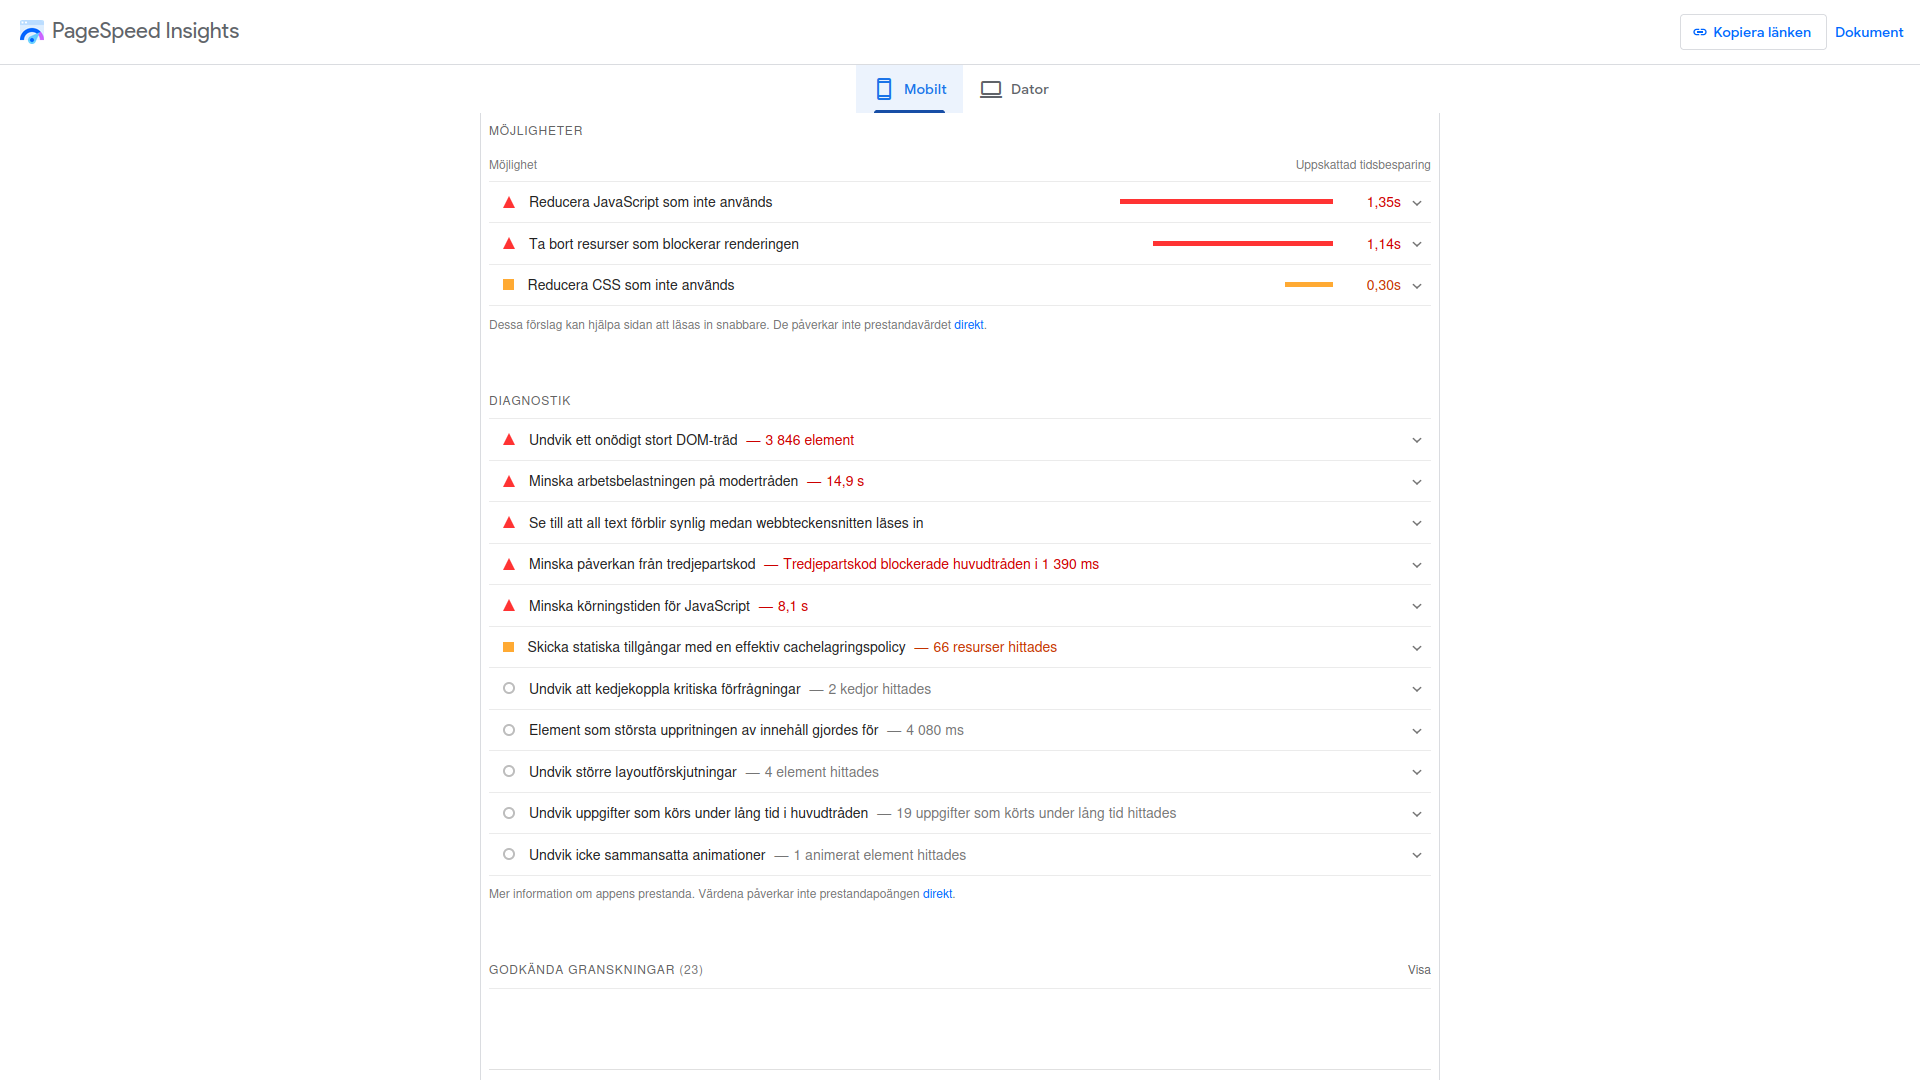 PageSpeed Insights
Kopiera länken
Dokument
Mobilt
Dator
MÖJLIGHETER
Möjlighet
Uppskattad tidsbesparing
Reducera JavaScript som inte används 1,35s
Ta bort resurser som blockerar renderingen 1,14s
Reducera CSS som inte används 0,30s
Dessa förslag kan hjälpa sidan att läsas in snabbare. De påverkar inte prestandavärdet direkt.
DIAGNOSTIK
Undvik ett onödigt stort DOM-träd — 3 846 element
Minska arbetsbelastningen på modertråden — 14,9 s
Se till att all text förblir synlig medan webbteckensnitten läses in
Minska påverkan från tredjepartskod — Tredjepartskod blockerade huvudtråden i 1 390 ms
Minska körningstiden för JavaScript — 8,1 s
Skicka statiska tillgångar med en effektiv cachelagringspolicy — 66 resurser hittades
Undvik att kedjekoppla kritiska förfrågningar — 2 kedjor hittades
Element som största uppritningen av innehåll gjordes för — 4 080 ms
Undvik större layoutförskjutningar — 4 element hittades
Undvik uppgifter som körs under lång tid i huvudtråden — 19 uppgifter som körts under lång tid hittades
Undvik icke sammansatta animationer — 1 animerat element hittades
Mer information om appens prestanda. Värdena påverkar inte prestandapoängen direkt.
GODKÄNDA GRANSKNINGAR (23)
Visa